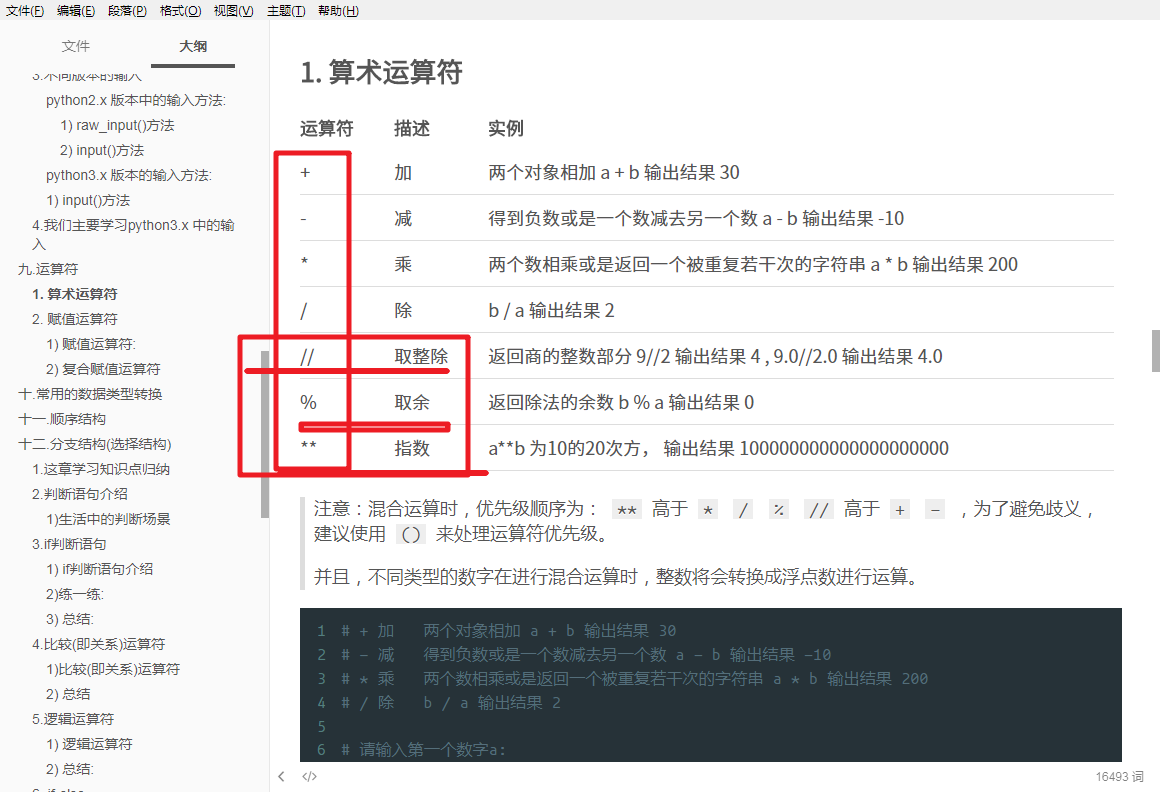 文件(F) 编辑(E) 段落(P) 格式(O) 视图(V) 主题(T) 帮助(H)
文件 大纲
3.不同版本的输入
python2.x 版本中的输入方法:
1) raw_input()方法
2) input()方法
python3.x 版本的输入方法:
1) input()方法
4.我们主要学习python3.x 中的输
入
九.运算符
1. 算术运算符
2. 赋值运算符
1) 赋值运算符:
2) 复合赋值运算符
十.常用的数据类型转换
十一.顺序结构
十二.分支结构(选择结构)
1.这章学习知识点归纳
2.判断语句介绍
1)生活中的判断场景
3.if判断语句
1) if判断语句介绍
2)练一练:
3) 总结:
4.比较(即关系)运算符
1)比较(即关系)运算符
2) 总结
5.逻辑运算符
1) 逻辑运算符
2) 总结:
1. 算术运算符
运算符 描述 实例
+ 加 两个对象相加 a + b 输出结果 30
- 减 得到负数或是一个数减去另一个数 a - b 输出结果 -10
* 乘 两个数相乘或是返回一个被重复若干次的字符串 a * b 输出结果 200
/ 除 b / a 输出结果 2
// 取整除 返回商的整数部分 9//2 输出结果 4 , 9.0//2.0 输出结果 4.0
% 取余 返回除法的余数 b % a 输出结果 0
** 指数 a**b 为10的20次方， 输出结果 100000000000000000000
注意：混合运算时，优先级顺序为： ** 高于 * / % // 高于 + - ，为了避免歧义，
建议使用 () 来处理运算符优先级。
并且，不同类型的数字在进行混合运算时，整数将会转换成浮点数进行运算。
1 # + 加 两个对象相加 a + b 输出结果 30
2 # - 减 得到负数或是一个数减去另一个数 a - b 输出结果 -10
3 # * 乘 两个数相乘或是返回一个被重复若干次的字符串 a * b 输出结果 200
4 # / 除 b / a 输出结果 2
5
6 # 请输入第一个数字a:
16493 词